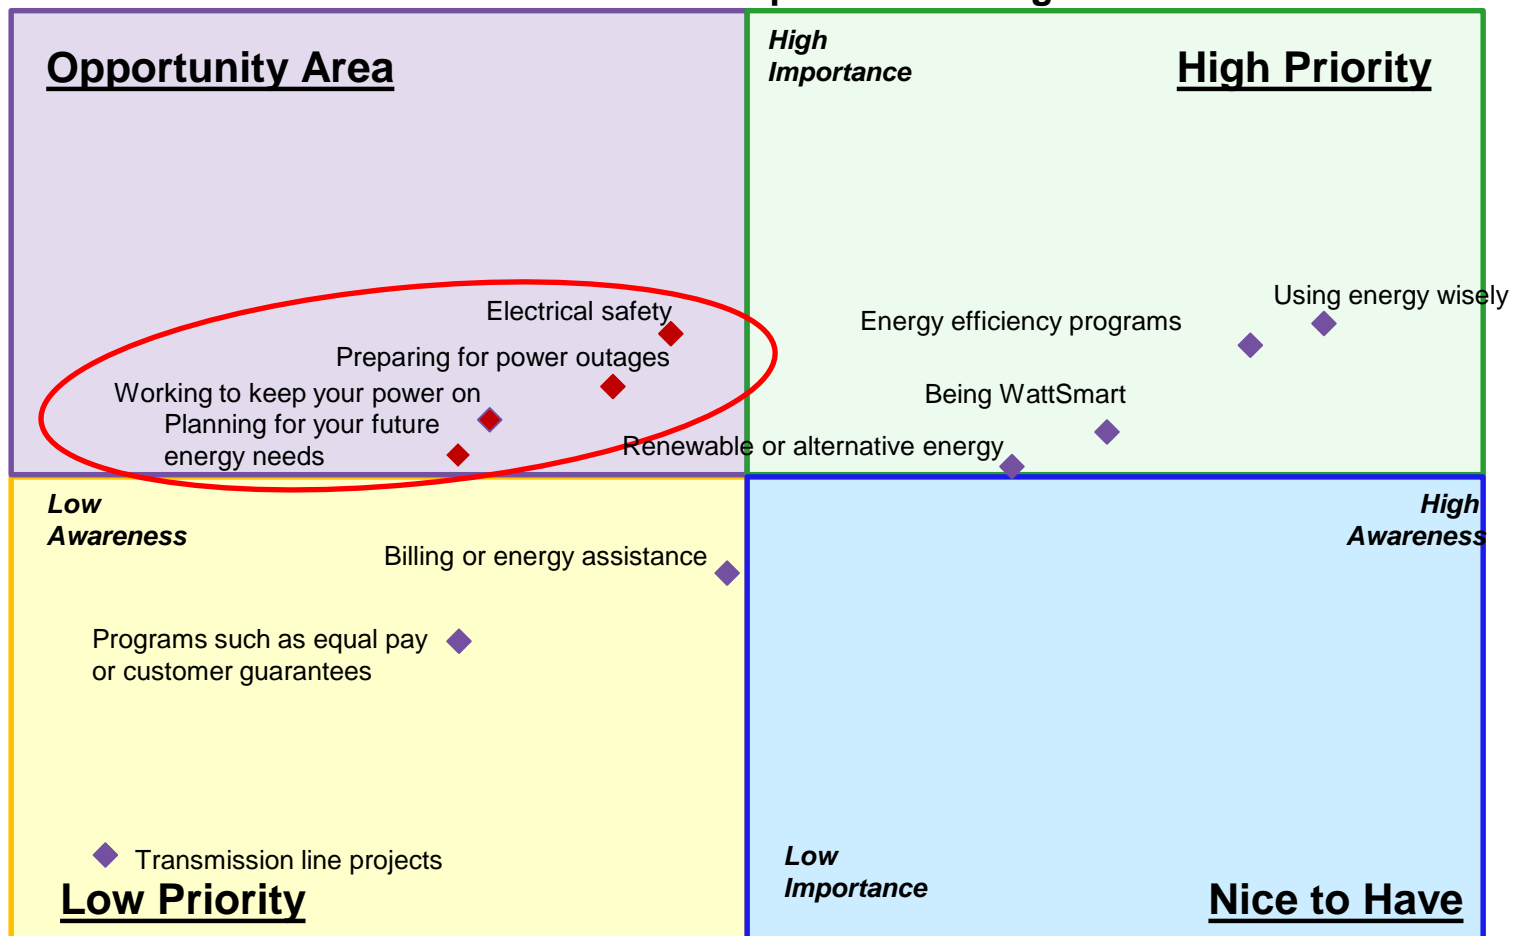 Opportunity Area
High
Importance
High Priority
Electrical safety
Preparing for power outages
Working to keep your power on
Planning for your future
energy needs
Using energy wisely
Energy efficiency programs
Being WattSmart
Renewable or alternative energy
Low
Awareness
High
Awareness
Billing or energy assistance
Programs such as equal pay
or customer guarantees
Transmission line projects
Low Priority
Low
Importance
Nice to Have